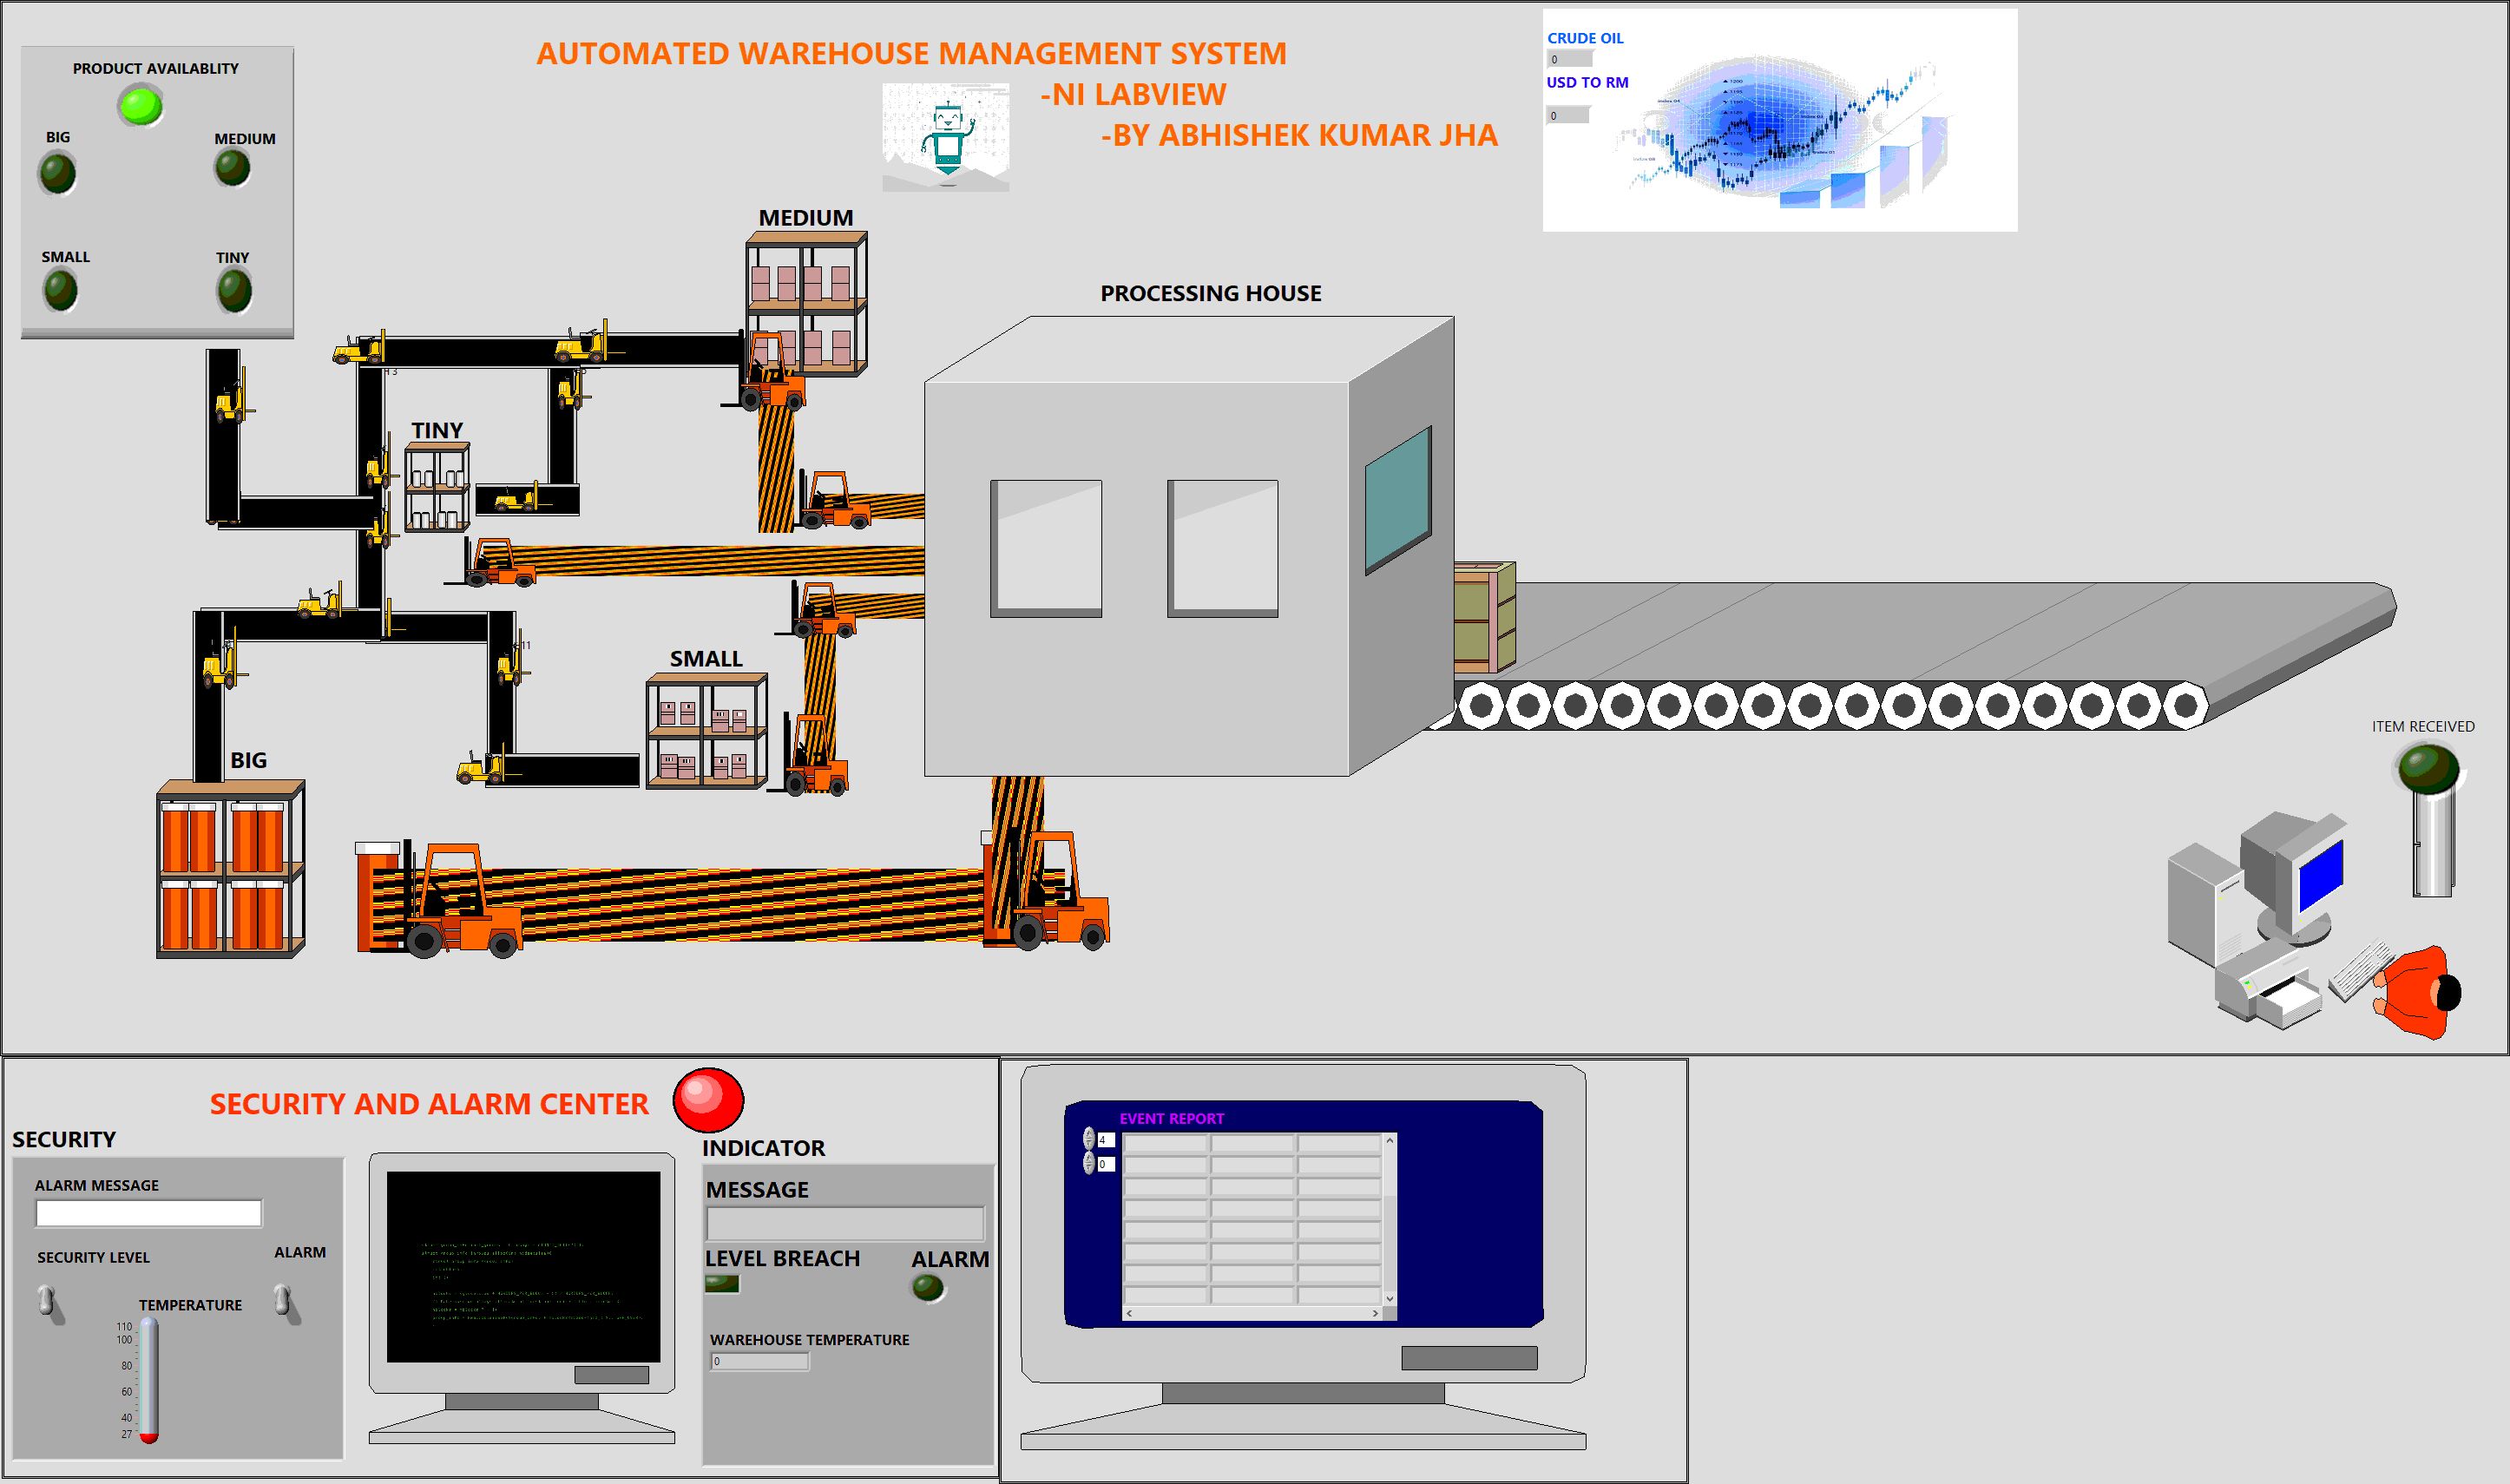 AUTOMATED WAREHOUSE MANAGEMENT SYSTEM
-NI LABVIEW
-BY ABHISHEK KUMAR JHA
CRUDE OIL
0
USD TO RM
0
PRODUCT AVAILABLITY
BIG
MEDIUM
SMALL
TINY
MEDIUM
PROCESSING HOUSE
TINY
SMALL
BIG
ITEM RECEIVED
SECURITY AND ALARM CENTER
SECURITY
ALARM MESSAGE
SECURITY LEVEL
ALARM
TEMPERATURE
110
100
80
60
40
27
INDICATOR
MESSAGE
LEVEL BREACH
ALARM
WAREHOUSE TEMPERATURE
0
EVENT REPORT
4
0